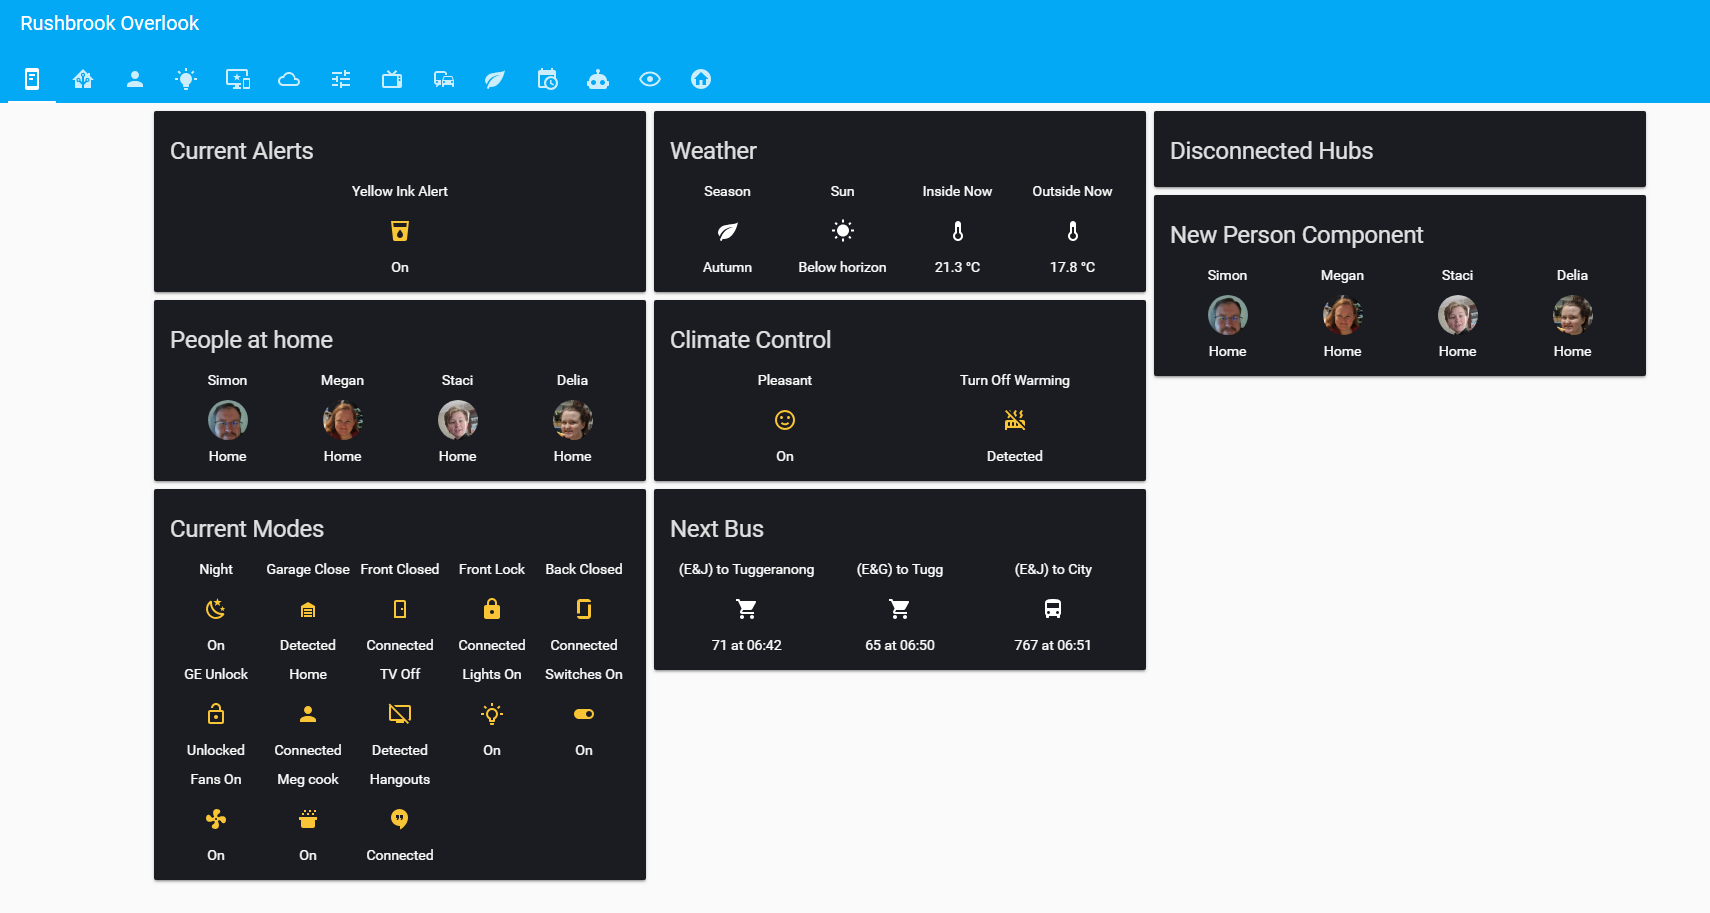 Rushbrook Overlook
Current Alerts
Yellow Ink Alert
On
People at home
Simon Megan Staci Delia
Home Home Home Home
Current Modes
Night Garage Close Front Closed Front Lock Back Closed
On Detected Connected Connected Connected
GE Unlock Home TV Off Lights On Switches On
Unlocked Connected Detected On On
Fans On Meg cook Hangouts
On On Connected
Weather
Season Sun Inside Now Outside Now
Autumn Below horizon 21.3 °C 17.8 °C
Climate Control
Pleasant Turn Off Warming
On Detected
Next Bus
(E&J) to Tuggeranong (E&G) to Tugg (E&J) to City
71 at 06:42 65 at 06:50 767 at 06:51
Disconnected Hubs
New Person Component
Simon Megan Staci Delia
Home Home Home Home